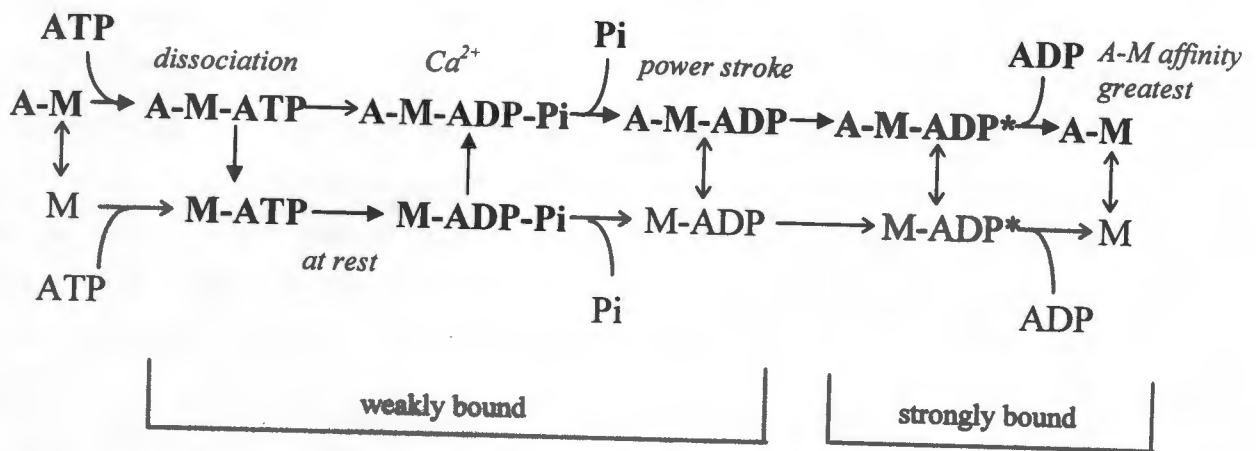 ATP Pi ADP A-M affinity
dissociation Ca²⁺ power stroke greatest
A-M A-M-ATP A-M-ADP-Pi A-M-ADP A-M-ADP* A-M
M M-ATP M-ADP-Pi M-ADP M-ADP* M
at rest
ATP Pi ADP
weakly bound strongly bound